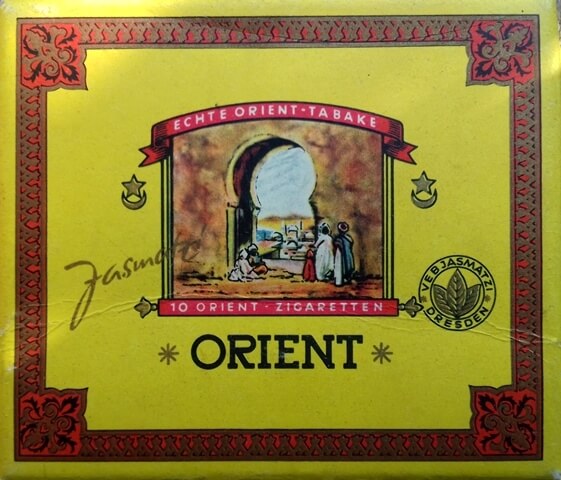 ECHTE ORIENT-TABAKE
Jasmatzi
10 ORIENT - ZIGARETTEN
VEB JASMATZI
DRESDEN
ORIENT